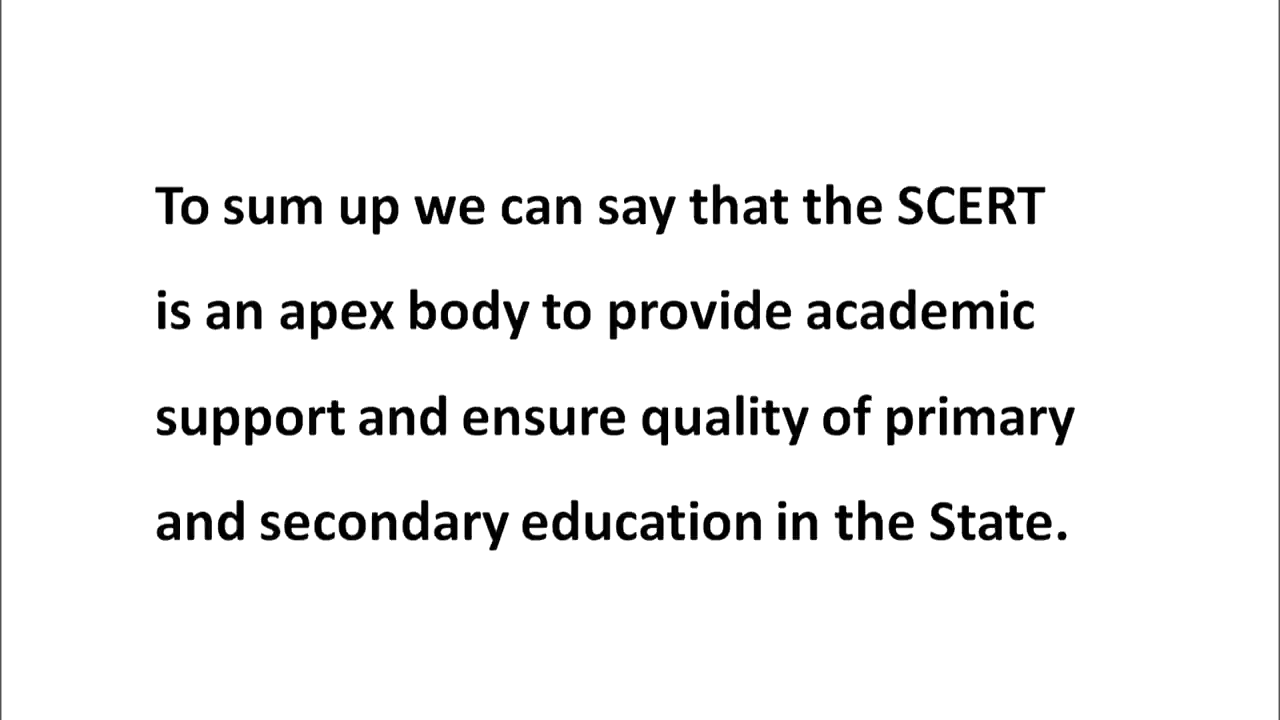 To sum up we can say that the SCERT
is an apex body to provide academic
support and ensure quality of primary
and secondary education in the State.